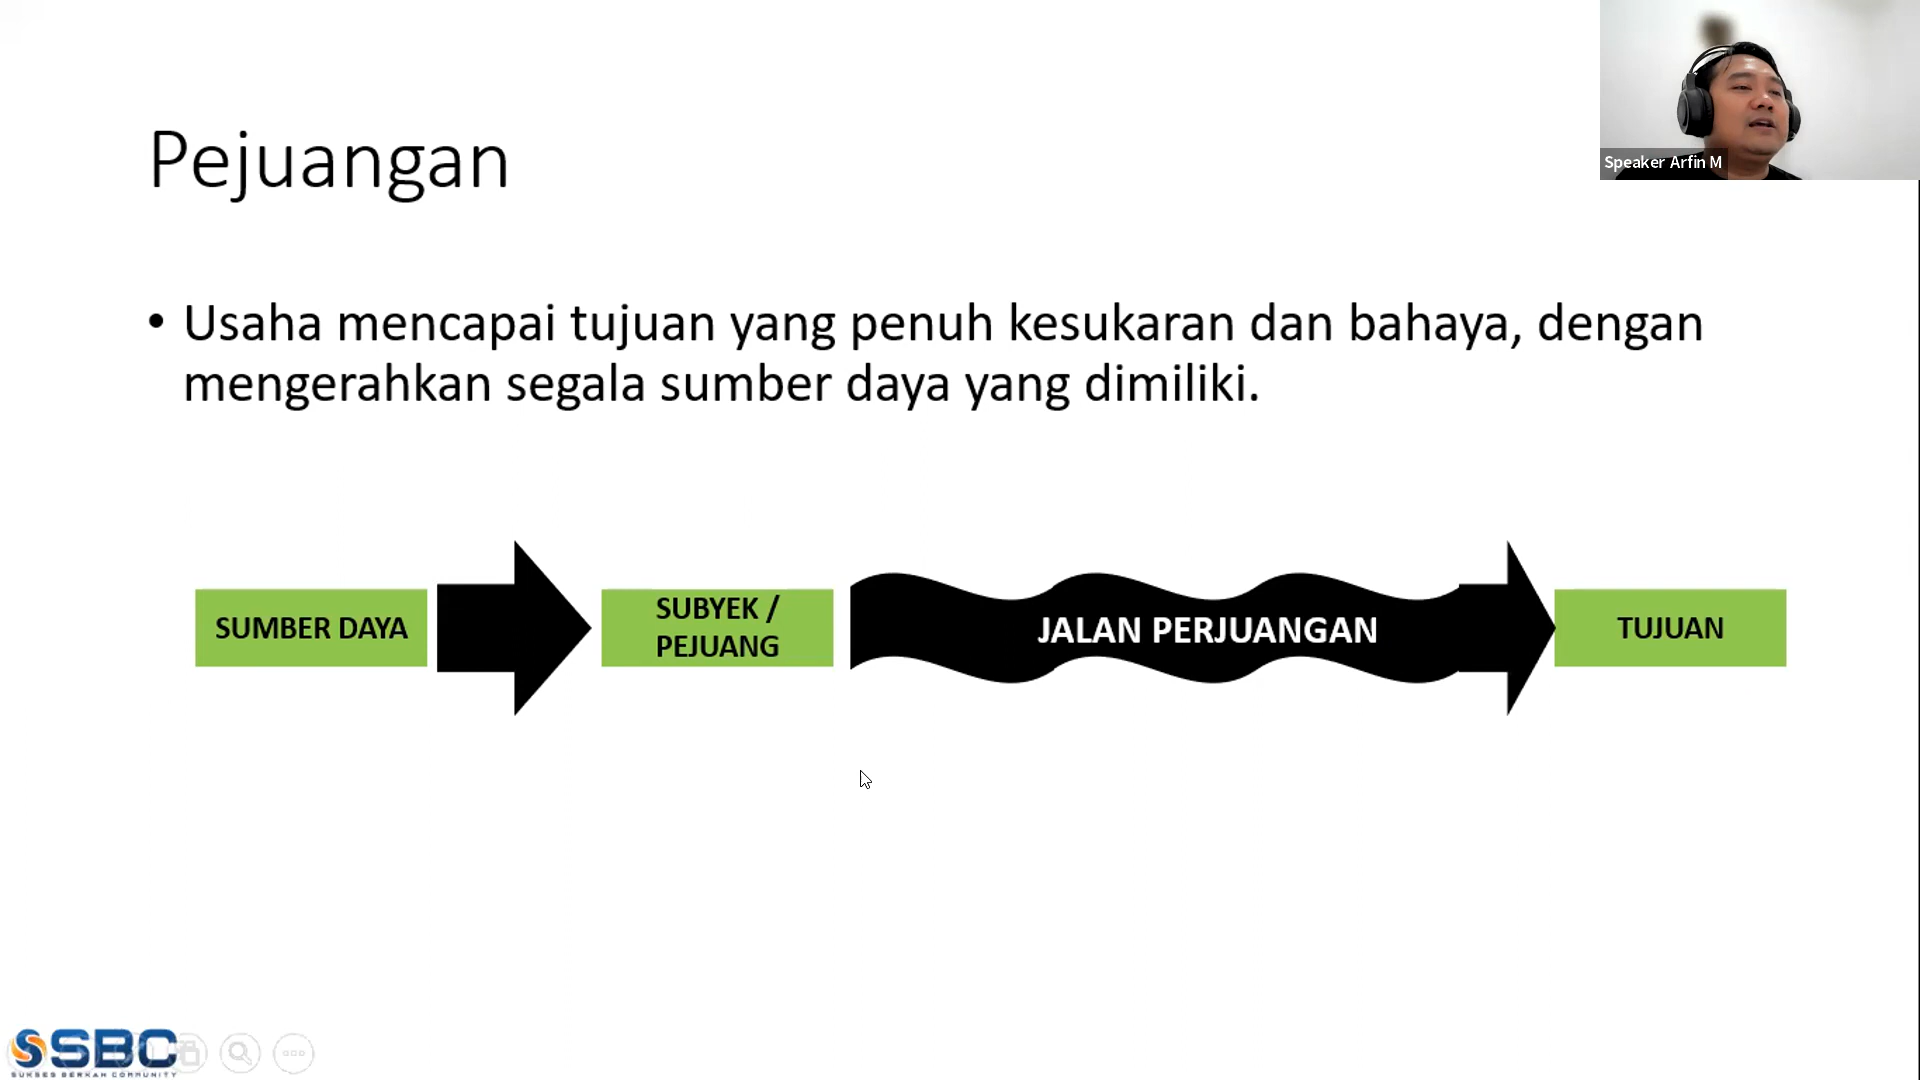 Pejuangan
Speaker Arfin M
• Usaha mencapai tujuan yang penuh kesukaran dan bahaya, dengan
mengerahkan segala sumber daya yang dimiliki.
SUMBER DAYA
SUBYEK /
PEJUANG
JALAN PERJUANGAN
TUJUAN
SBC
SUKSES BERKAH COMMUNITY